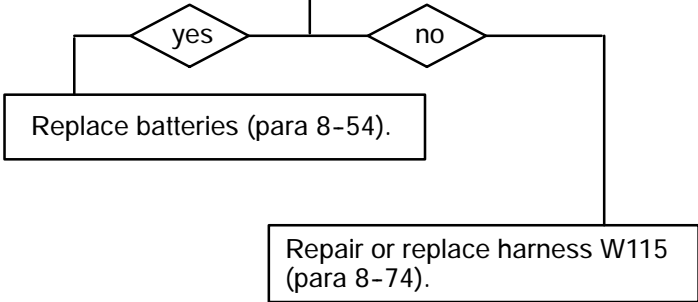 yes
no
Replace batteries (para 8-54).
Repair or replace harness W115
(para 8-74).